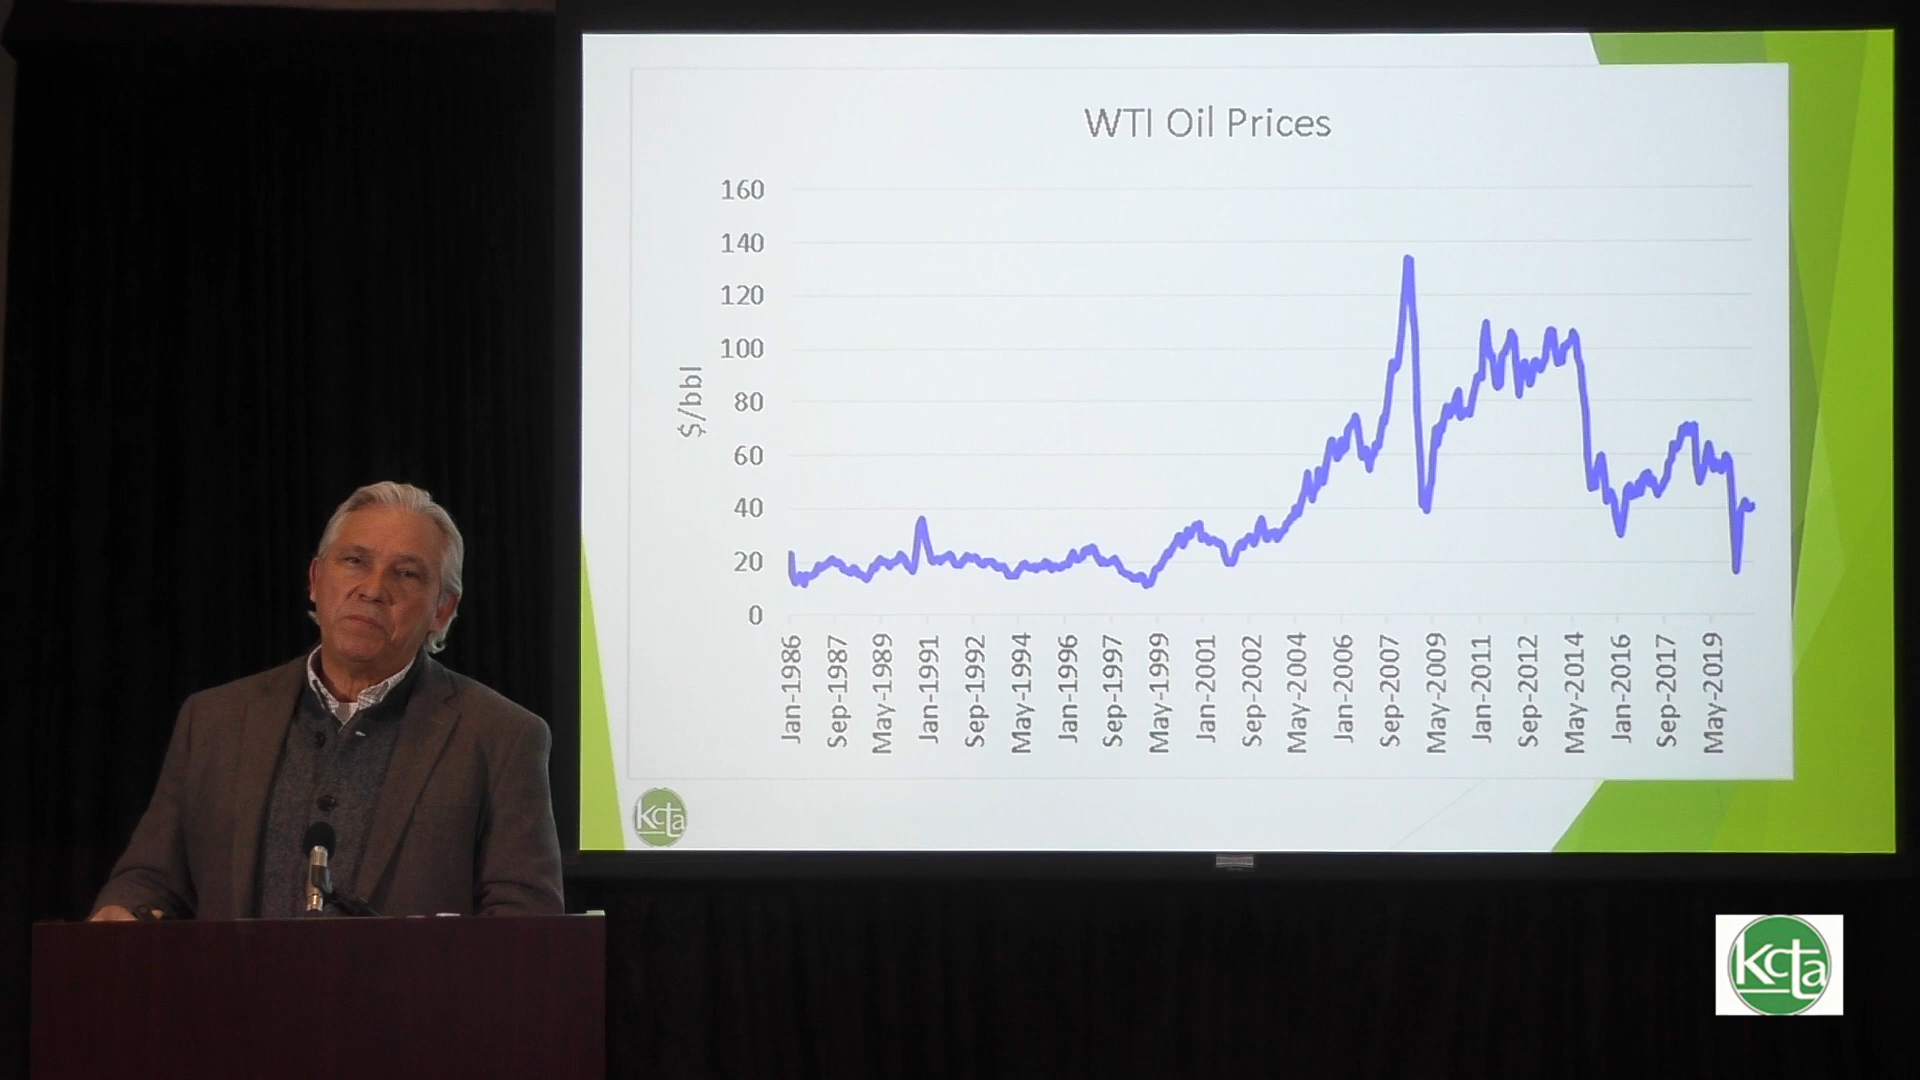 WTI Oil Prices
160
140
120
100
80
60
40
20
0
$/bbl
Jan-1986
Sep-1987
May-1989
Jan-1991
Sep-1992
May-1994
Jan-1996
Sep-1997
May-1999
Jan-2001
Sep-2002
May-2004
Jan-2006
Sep-2007
May-2009
Jan-2011
Sep-2012
May-2014
Jan-2016
Sep-2017
May-2019
kcta
kcta